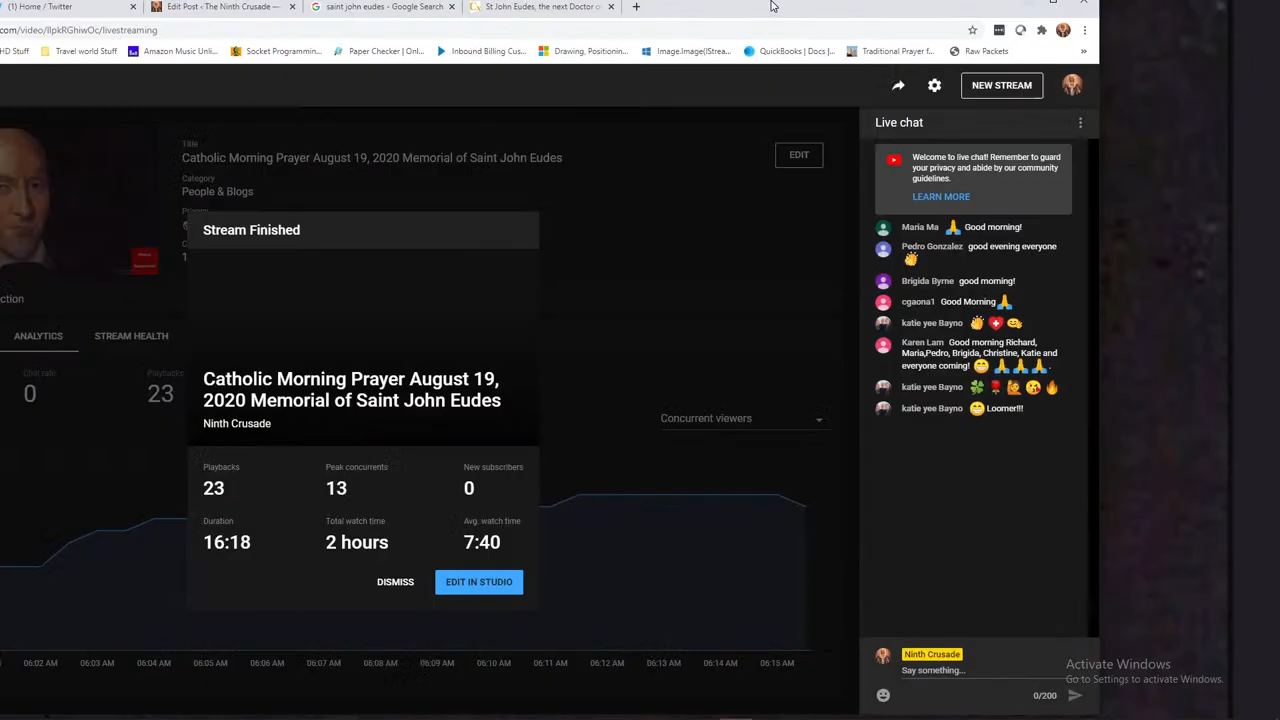 (1) Home / Twitter
Edit Post ‹ The Ninth Crusade —
saint john eudes - Google Search
St John Eudes, the next Doctor o
.com/video/IlpkRGhiwOc/livestreaming
HD Stuff
Travel world Stuff
Amazon Music Unli...
Socket Programmin...
Paper Checker | Onl...
Inbound Billing Cus...
Drawing, Positionin...
Image.Image(IStrea...
QuickBooks | Docs |...
Traditional Prayer f...
Raw Packets
»
NEW STREAM
Live chat
Title
Catholic Morning Prayer August 19, 2020 Memorial of Saint John Eudes
EDIT
Category
People & Blogs
Welcome to live chat! Remember to guard
your privacy and abide by our community
guidelines.
LEARN MORE
Stream Finished
Maria Ma 🙏 Good morning!
Pedro Gonzalez good evening everyone
👏
Brigida Byrne good morning!
cgaona1 Good Morning🙏
katie yee Bayno
Karen Lam Good morning Richard,
Maria,Pedro, Brigida, Christine, Katie and
everyone coming! 😁 🙏 🙏 🙏.
katie yee Bayno
katie yee Bayno 😁 Loomer!!!
ction
ANALYTICS
STREAM HEALTH
Chat rate
0
Playbacks
23
Catholic Morning Prayer August 19,
2020 Memorial of Saint John Eudes
Ninth Crusade
Concurrent viewers
Playbacks
Peak concurrents
New subscribers
23
13
0
Duration
Total watch time
Avg. watch time
16:18
2 hours
7:40
DISMISS
EDIT IN STUDIO
06:02 AM 06:03 AM 06:04 AM 06:05 AM 06:06 AM 06:07 AM 06:08 AM 06:09 AM 06:10 AM 06:11 AM 06:12 AM 06:13 AM 06:14 AM 06:15 AM
Ninth Crusade
Say something...
0/200
Activate Windows
Go to Settings to activate Windows.